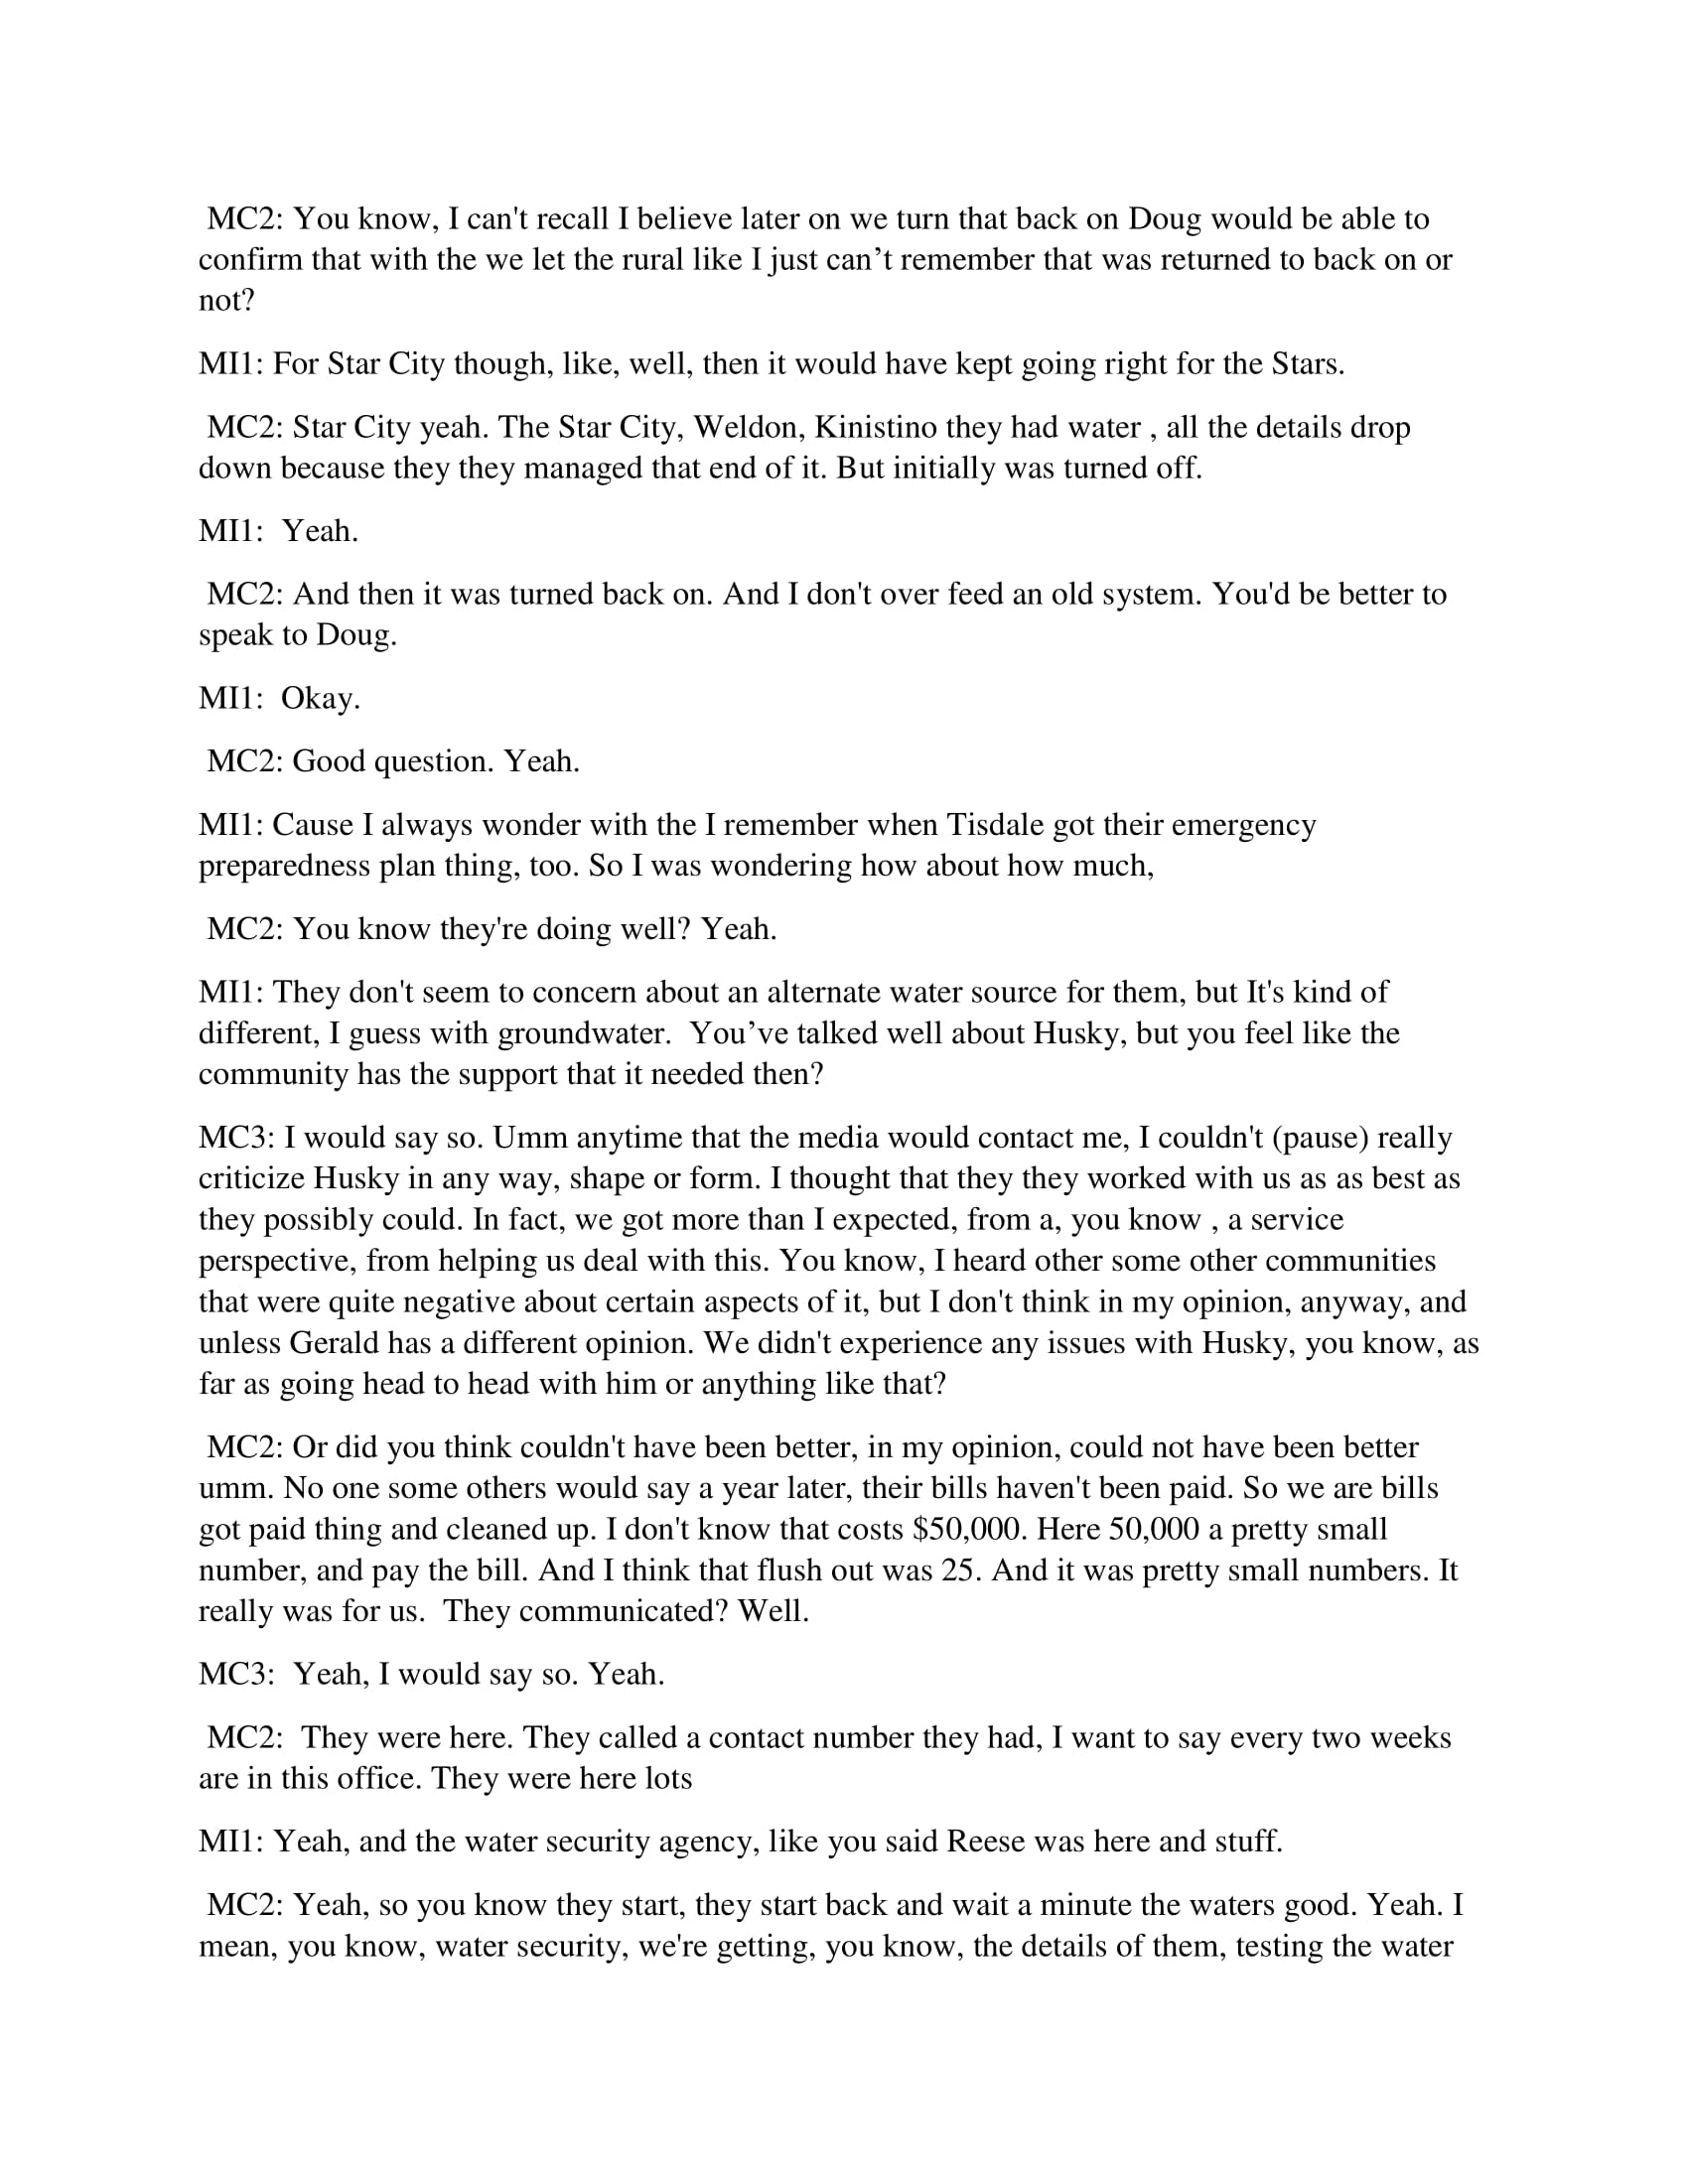 MC2: You know, I can't recall I believe later on we turn that back on Doug would be able to
confirm that with the we let the rural like I just can’t remember that was returned to back on or
not?
MI1: For Star City though, like, well, then it would have kept going right for the Stars.
MC2: Star City yeah. The Star City, Weldon, Kinistino they had water , all the details drop
down because they they managed that end of it. But initially was turned off.
MI1:  Yeah.
MC2: And then it was turned back on. And I don't over feed an old system. You'd be better to
speak to Doug.
MI1:  Okay.
MC2: Good question. Yeah.
MI1: Cause I always wonder with the I remember when Tisdale got their emergency
preparedness plan thing, too. So I was wondering how about how much,
MC2: You know they're doing well? Yeah.
MI1: They don't seem to concern about an alternate water source for them, but It's kind of
different, I guess with groundwater.  You’ve talked well about Husky, but you feel like the
community has the support that it needed then?
MC3: I would say so. Umm anytime that the media would contact me, I couldn't (pause) really
criticize Husky in any way, shape or form. I thought that they they worked with us as as best as
they possibly could. In fact, we got more than I expected, from a, you know , a service
perspective, from helping us deal with this. You know, I heard other some other communities
that were quite negative about certain aspects of it, but I don't think in my opinion, anyway, and
unless Gerald has a different opinion. We didn't experience any issues with Husky, you know, as
far as going head to head with him or anything like that?
MC2: Or did you think couldn't have been better, in my opinion, could not have been better
umm. No one some others would say a year later, their bills haven't been paid. So we are bills
got paid thing and cleaned up. I don't know that costs $50,000. Here 50,000 a pretty small
number, and pay the bill. And I think that flush out was 25. And it was pretty small numbers. It
really was for us.  They communicated? Well.
MC3:  Yeah, I would say so. Yeah.
MC2:  They were here. They called a contact number they had, I want to say every two weeks
are in this office. They were here lots
MI1: Yeah, and the water security agency, like you said Reese was here and stuff.
MC2: Yeah, so you know they start, they start back and wait a minute the waters good. Yeah. I
mean, you know, water security, we're getting, you know, the details of them, testing the water